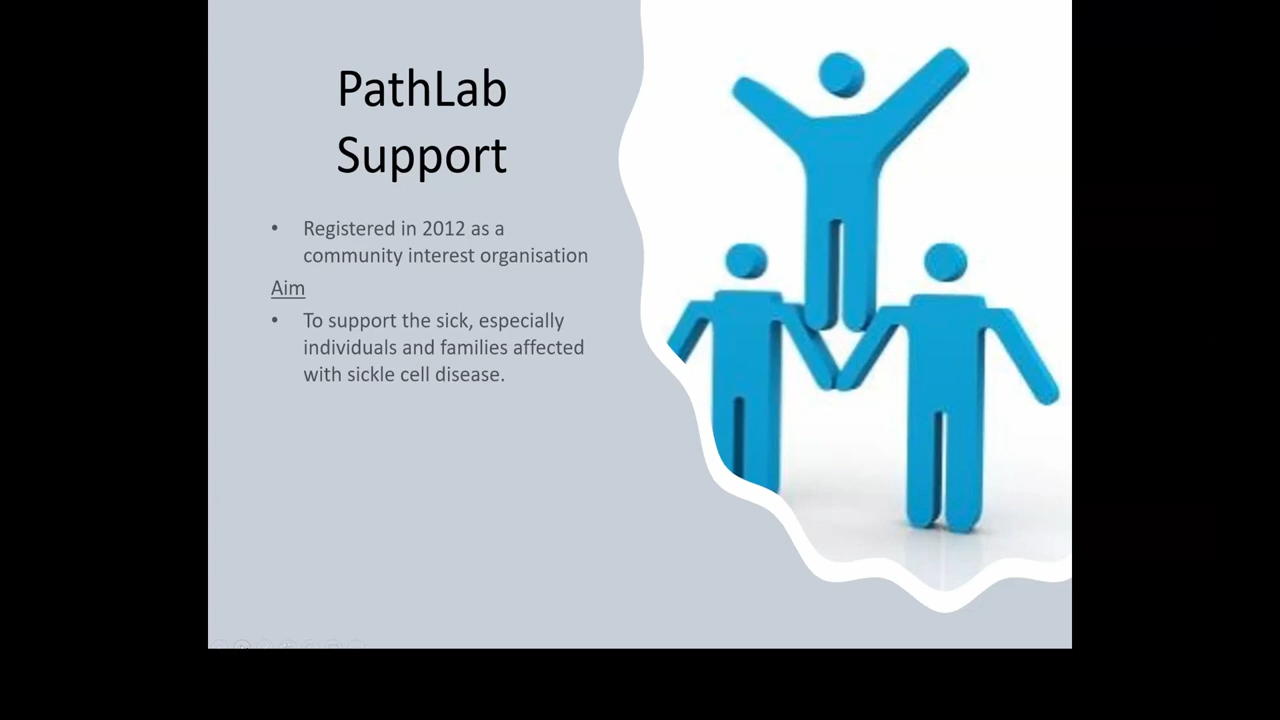 PathLab
Support
• Registered in 2012 as a
community interest organisation
Aim
• To support the sick, especially
individuals and families affected
with sickle cell disease.